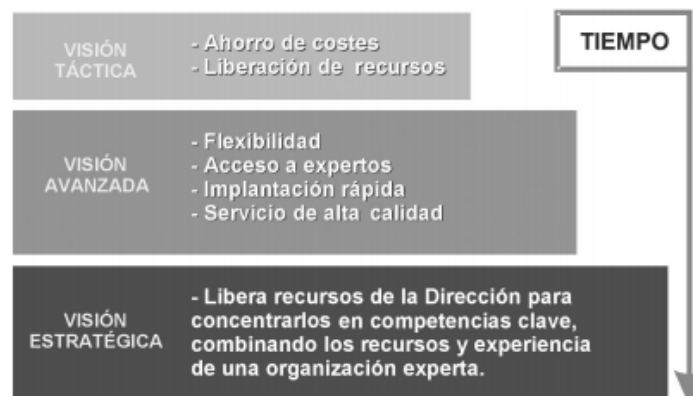 VISIÓN
TÁCTICA
- Ahorro de costes
- Liberación de recursos
TIEMPO
VISIÓN
AVANZADA
- Flexibilidad
- Acceso a expertos
- Implantación rápida
- Servicio de alta calidad
VISIÓN
ESTRATÉGICA
- Libera recursos de la Dirección para
concentrarlos en competencias clave,
combinando los recursos y experiencia
de una organización experta.